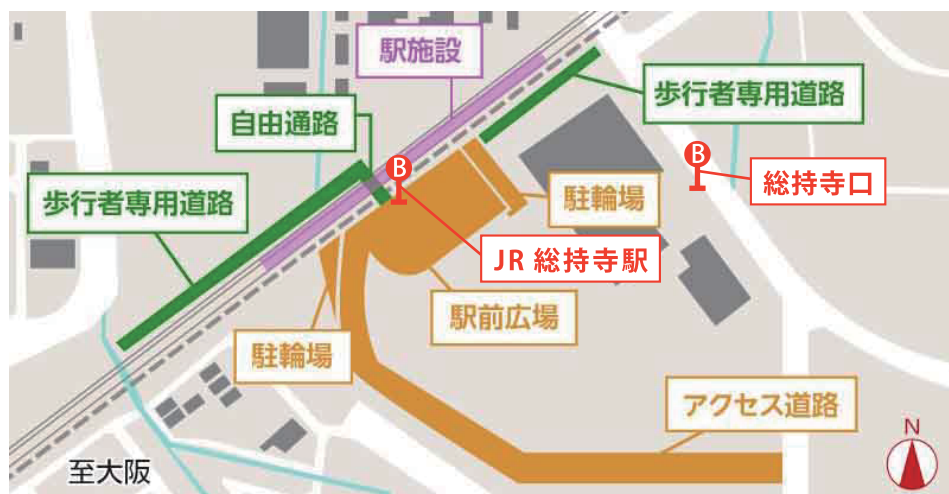 駅施設
歩行者専用道路
自由通路
B
B
総持寺口
歩行者専用道路
駐輪場
JR 総持寺駅
駅前広場
駐輪場
アクセス道路
N
至大阪